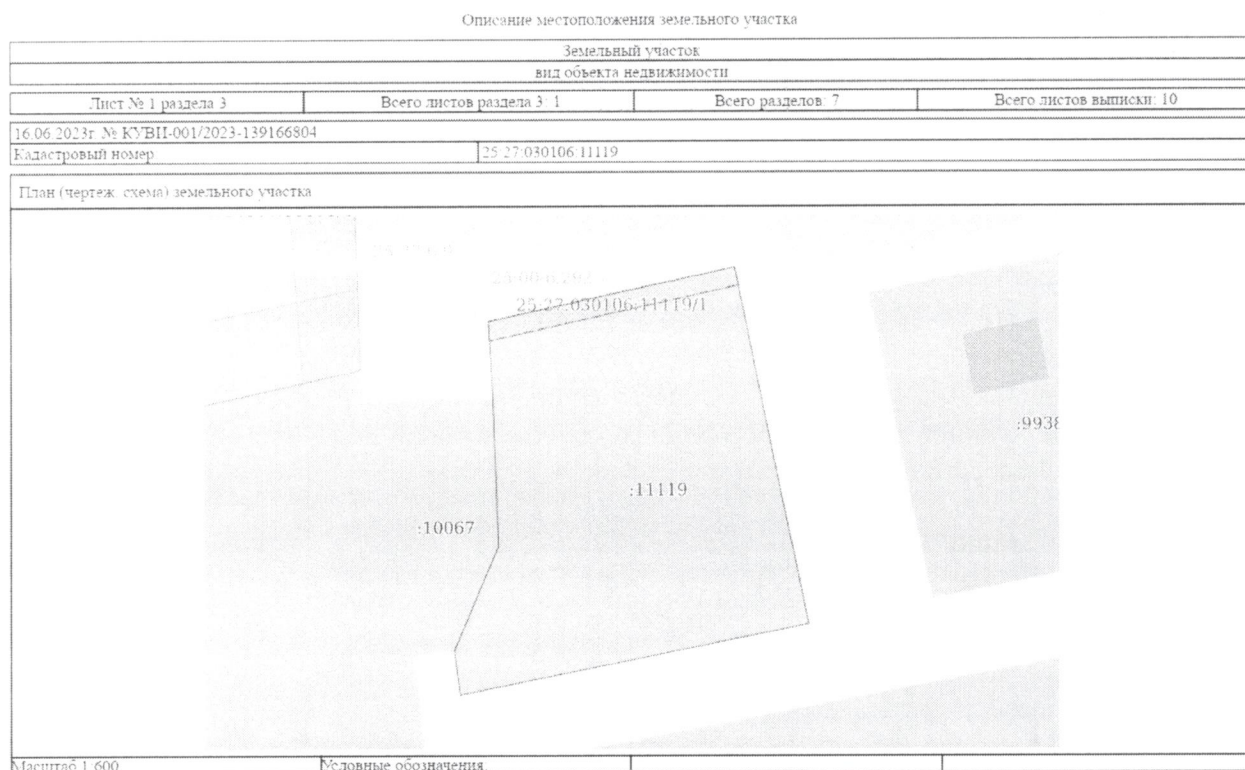 Описание местоположения земельного участка
Земельный участок
вид объекта недвижимости
Лист № 1 раздела 3 Всего листов раздела 3: 1 Всего разделов: 7 Всего листов выписки: 10
16.06.2023г. № КУВИ-001/2023-139166804
Кадастровый номер 25:27:030106:11119
План (чертеж, схема) земельного участка
25:27:030106:11119/1
:9938
:11119
:10067
Масштаб 1:600 Условные обозначения: